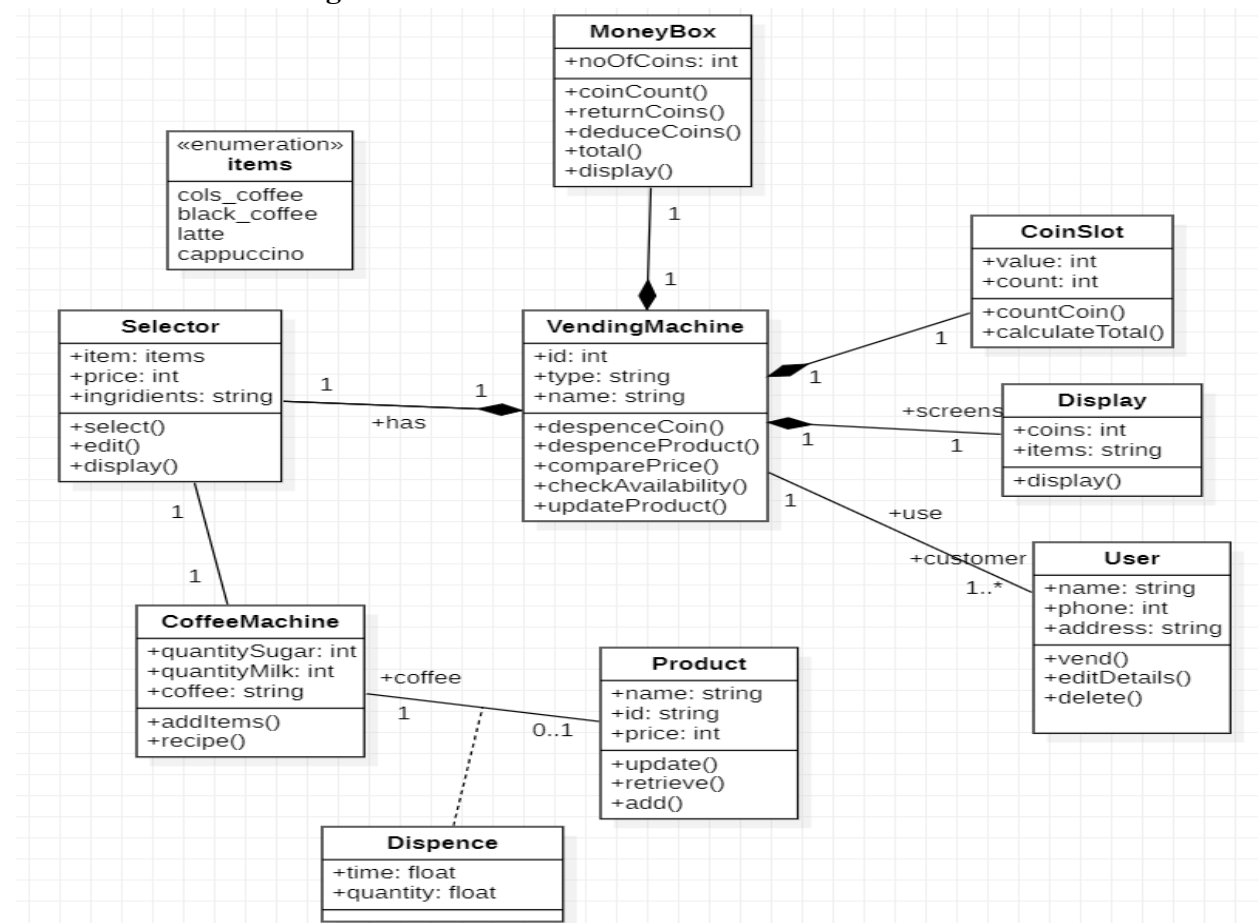 MoneyBox
+noOfCoins: int
+coinCount()
+returnCoins()
+deduceCoins()
+total()
+display()
«enumeration»
items
cols_coffee
black_coffee
latte
cappuccino
1
1
CoinSlot
+value: int
+count: int
+countCoin()
+calculateTotal()
1
1
Selector
+item: items
+price: int
+ingridients: string
+select()
+edit()
+display()
1
1
+has
VendingMachine
+id: int
+type: string
+name: string
+despenceCoin()
+despenceProduct()
+comparePrice()
+checkAvailability()
+updateProduct()
+screens
1
1
Display
+coins: int
+items: string
+display()
1
+use
+customer
1..*
User
+name: string
+phone: int
+address: string
+vend()
+editDetails()
+delete()
1
1
CoffeeMachine
+quantitySugar: int
+quantityMilk: int
+coffee: string
+addItems()
+recipe()
+coffee
1
0..1
Product
+name: string
+id: string
+price: int
+update()
+retrieve()
+add()
Dispence
+time: float
+quantity: float